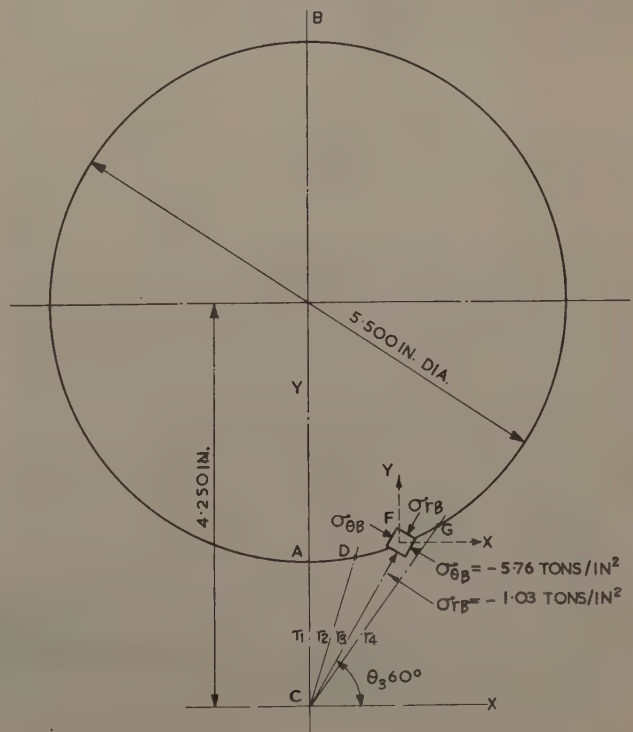 B
5·500 IN. DIA.
Y
4·250 IN.
Y
F
σrB
σθB
G
X
A
D
σθB = -5·76 TONS/IN²
σrB = -1·03 TONS/IN²
r1 r2 r3 r4
θ3 60°
C
X